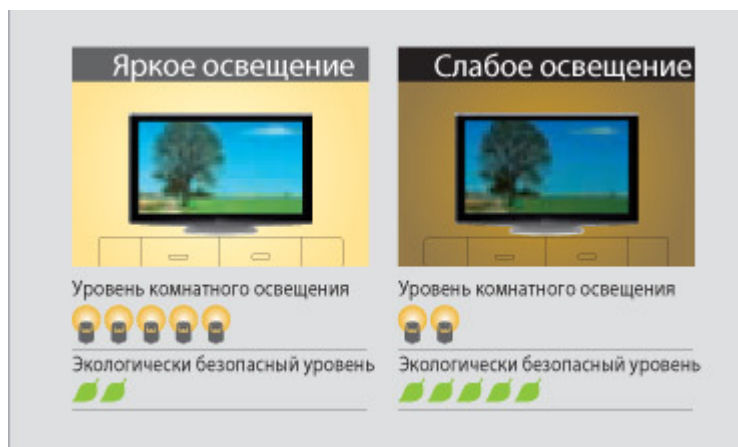 Яркое освещение
Уровень комнатного освещения
Экологически безопасный уровень
Слабое освещение
Уровень комнатного освещения
Экологически безопасный уровень